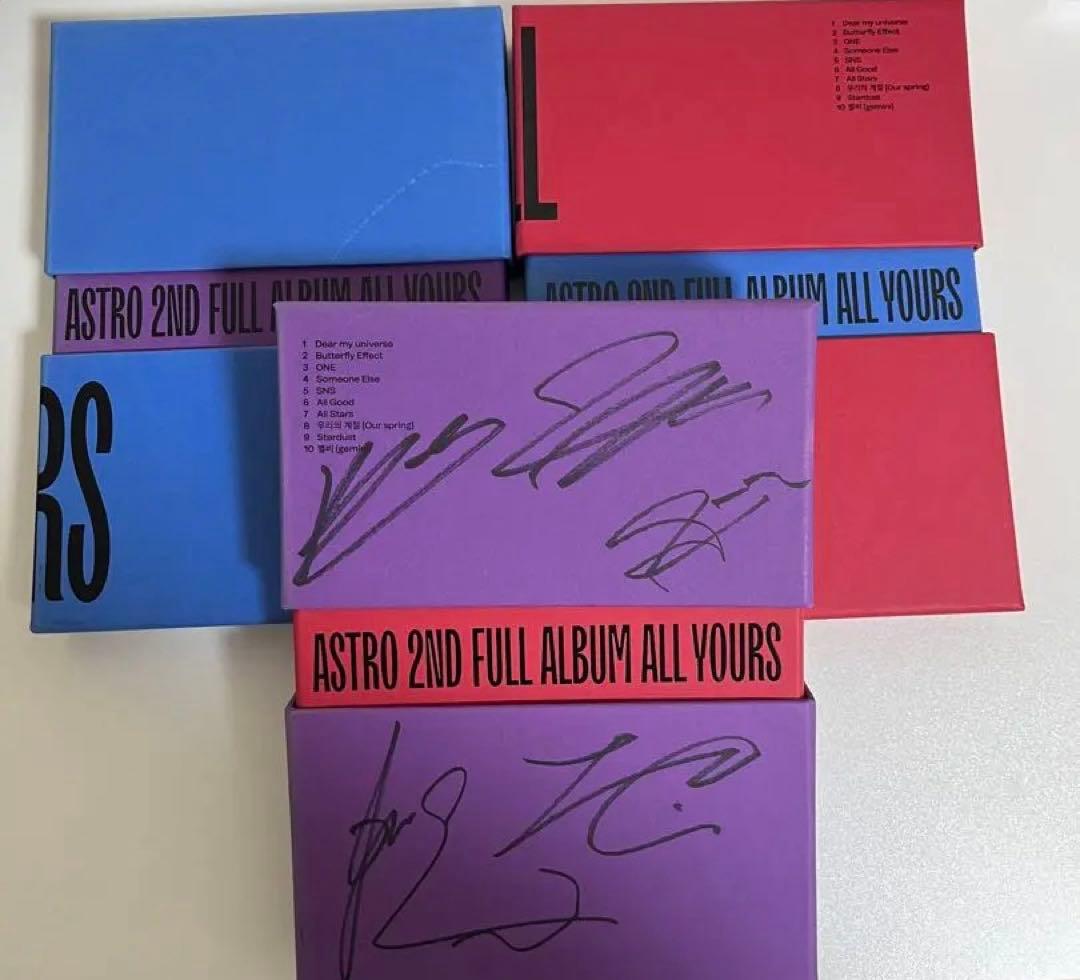 1 Dear my universe
2 Butterfly Effect
3 ONE
4 Someone Else
5 SNS
6 All Good
7 All Stars
8 우리의 계절 (Our spring)
9 Stardust
10 별비 (gemini)
L
ASTRO 2ND FULL ALBUM ALL YOURS
ASTRO 2ND FULL ALBUM ALL YOURS
RS
1 Dear my universe
2 Butterfly Effect
3 ONE
4 Someone Else
5 SNS
6 All Good
7 All Stars
8 우리의 계절 (Our spring)
9 Stardust
10 별비 (gemini)
ASTRO 2ND FULL ALBUM ALL YOURS